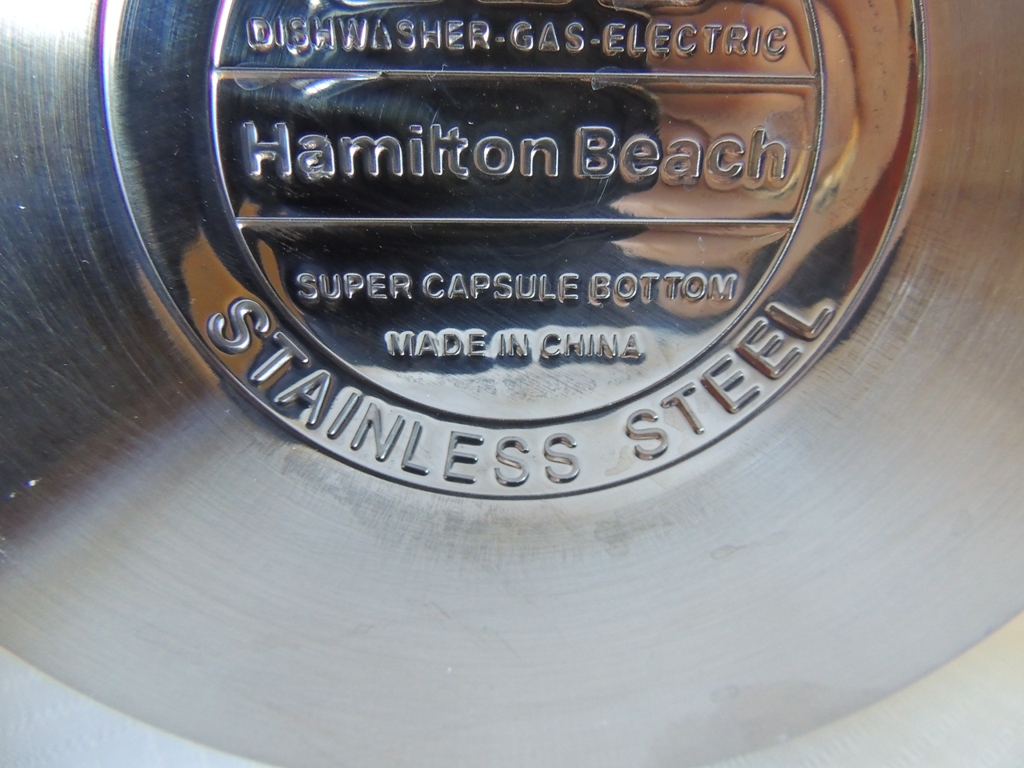 DISHWASHER-GAS-ELECTRIC
Hamilton Beach
SUPER CAPSULE BOTTOM
MADE IN CHINA
STAINLESS STEEL